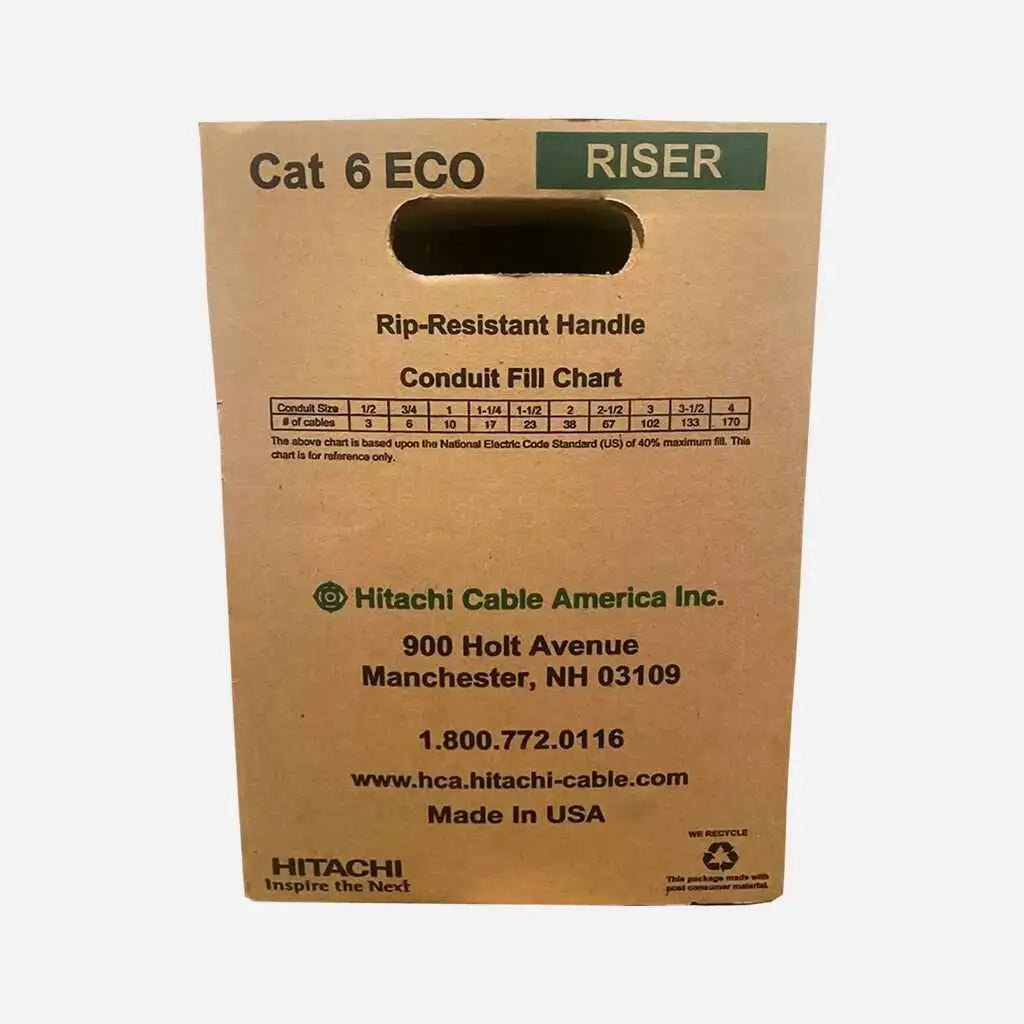 Cat 6 ECO RISER
Rip-Resistant Handle
Conduit Fill Chart
Conduit Size 1/2 3/4 1 1-1/4 1-1/2 2 2-1/2 3 3-1/2 4
# of cables 3 6 10 17 23 38 67 102 133 170
The above chart is based upon the National Electric Code Standard (US) of 40% maximum fill. This
chart is for reference only.
Hitachi Cable America Inc.
900 Holt Avenue
Manchester, NH 03109
1.800.772.0116
www.hca.hitachi-cable.com
Made In USA
WE RECYCLE
This package made with
post consumer material.
HITACHI
Inspire the Next